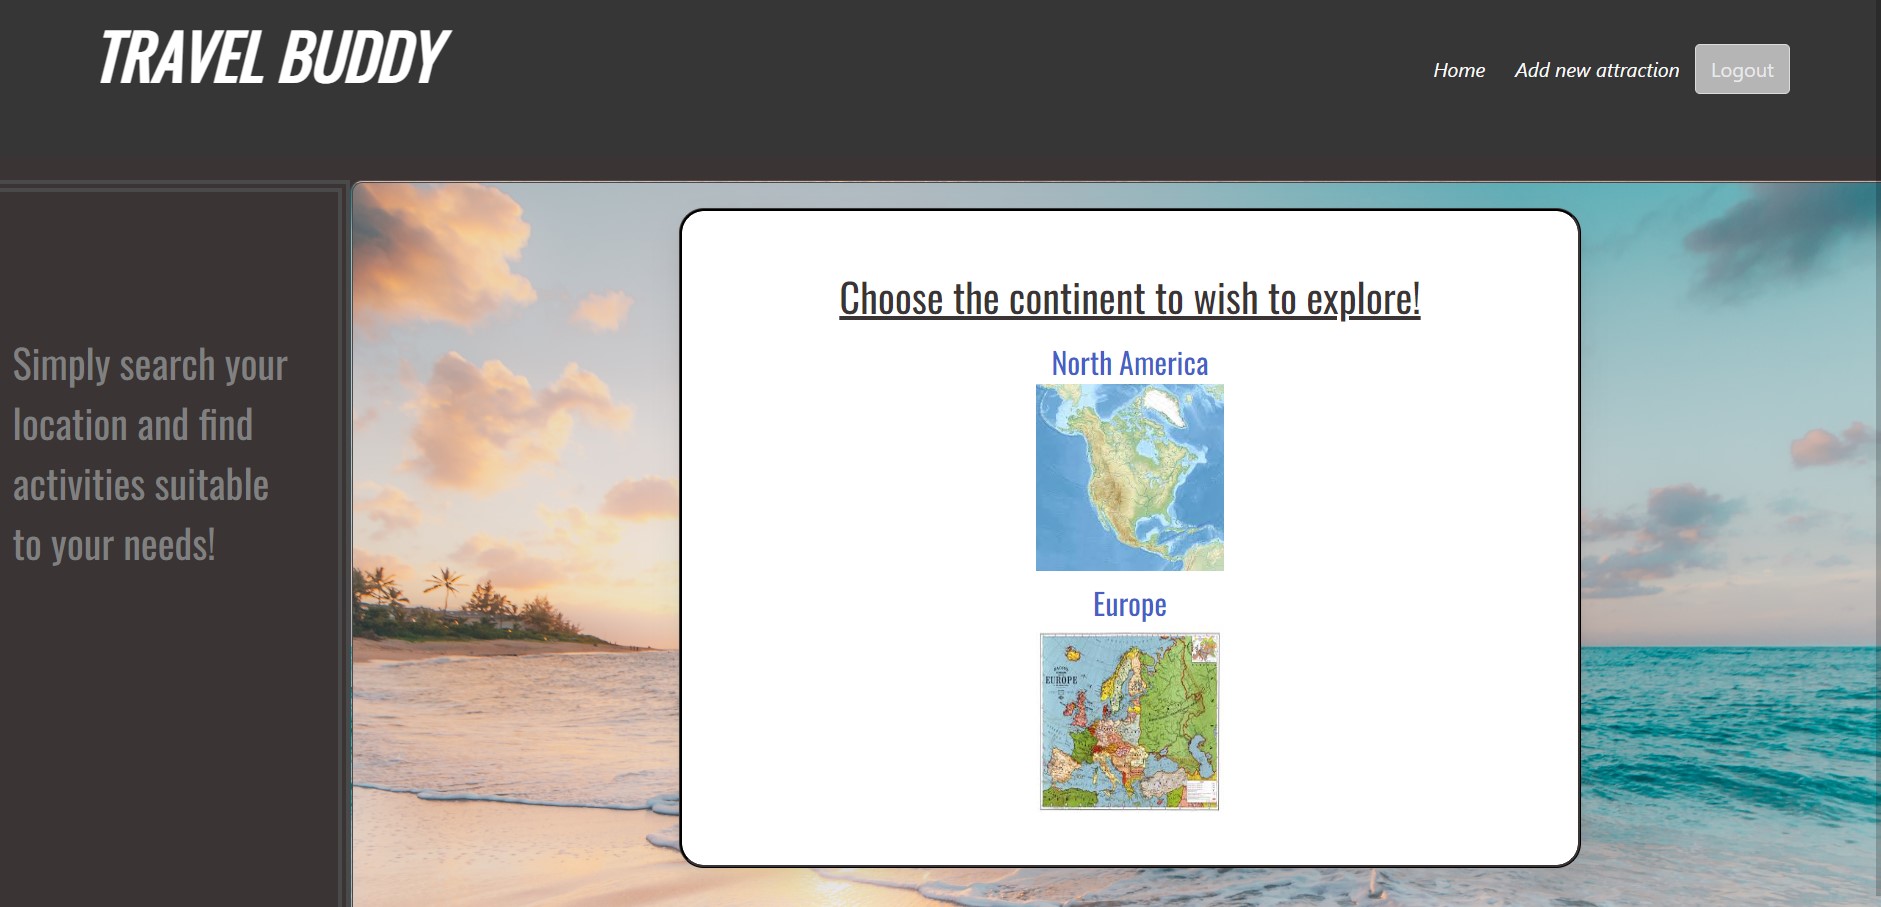 TRAVEL BUDDY
Home
Add new attraction
Logout
Simply search your
location and find
activities suitable
to your needs!
Choose the continent to wish to explore!
North America
Europe
EUROPE